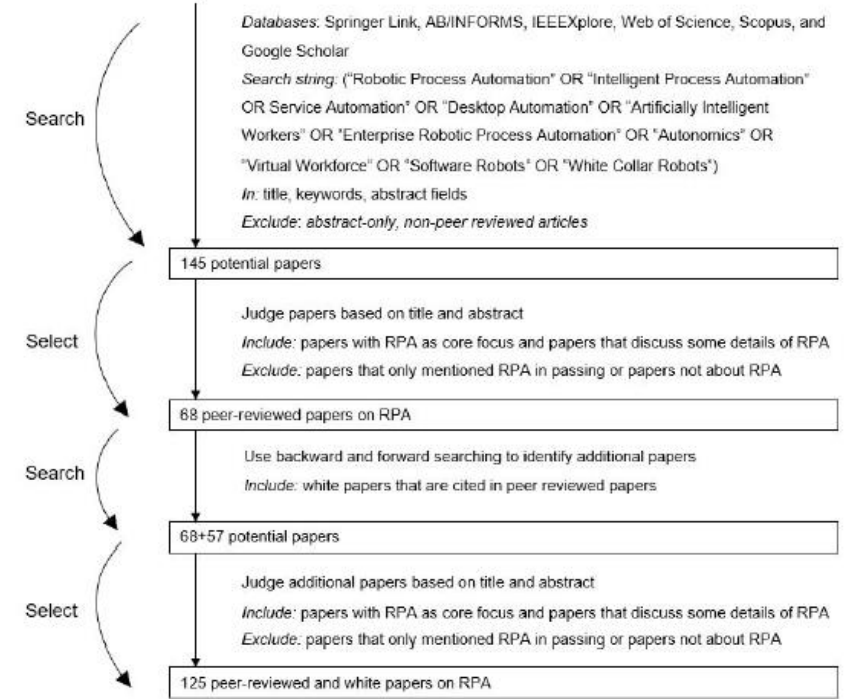 Databases: Springer Link, AB/INFORMS, IEEEXplore, Web of Science, Scopus, and
Google Scholar
Search string: ("Robotic Process Automation" OR "Intelligent Process Automation"
OR Service Automation" OR "Desktop Automation" OR "Artificially Intelligent
Search
Workers" OR "Enterprise Robotic Process Automation" OR "Autonomics" OR
"Virtual Workforce" OR "Software Robots" OR "White Collar Robots")
In: title, keywords, abstract fields
Exclude: abstract-only, non-peer reviewed articles
145 potential papers
Judge papers based on title and abstract
Select
Include: papers with RPA as core focus and papers that discuss some details of RPA
Exclude: papers that only mentioned RPA in passing or papers not about RPA
68 peer-reviewed papers on RPA
Use backward and forward searching to identify additional papers
Search
Include: white papers that are cited in peer reviewed papers
68+57 potential papers
Judge additional papers based on title and abstract
Select
Include: papers with RPA as core focus and papers that discuss some details of RPA
Exclude: papers that only mentioned RPA in passing or papers not about RPA
125 peer-reviewed and white papers on RPA